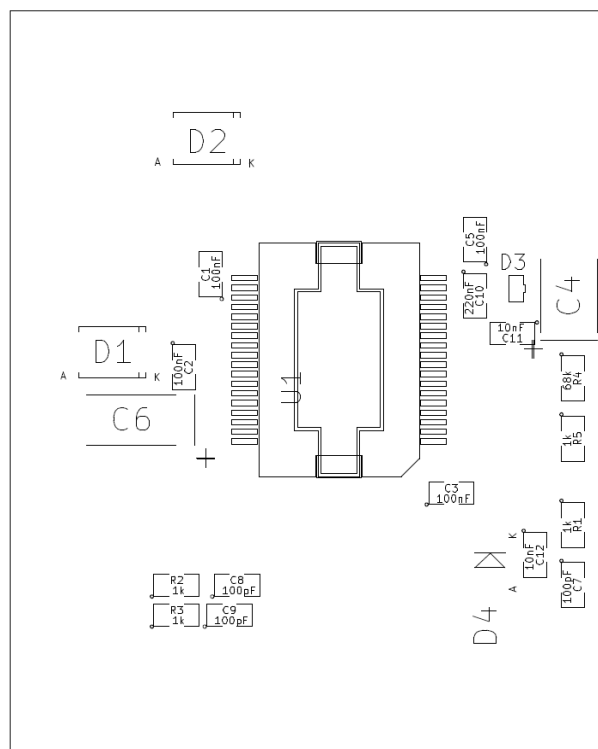 D2
A
K
C5
100nF
C1
100nF
D3
220nF
C10
C4
10nF
C11
D1
A
K
100nF
C2
68k
R4
U1
C6
1k
R5
C3
100nF
1k
R1
K
10nF
C12
A
100pF
C7
R2
1k
C8
100pF
R3
1k
C9
100pF
D4